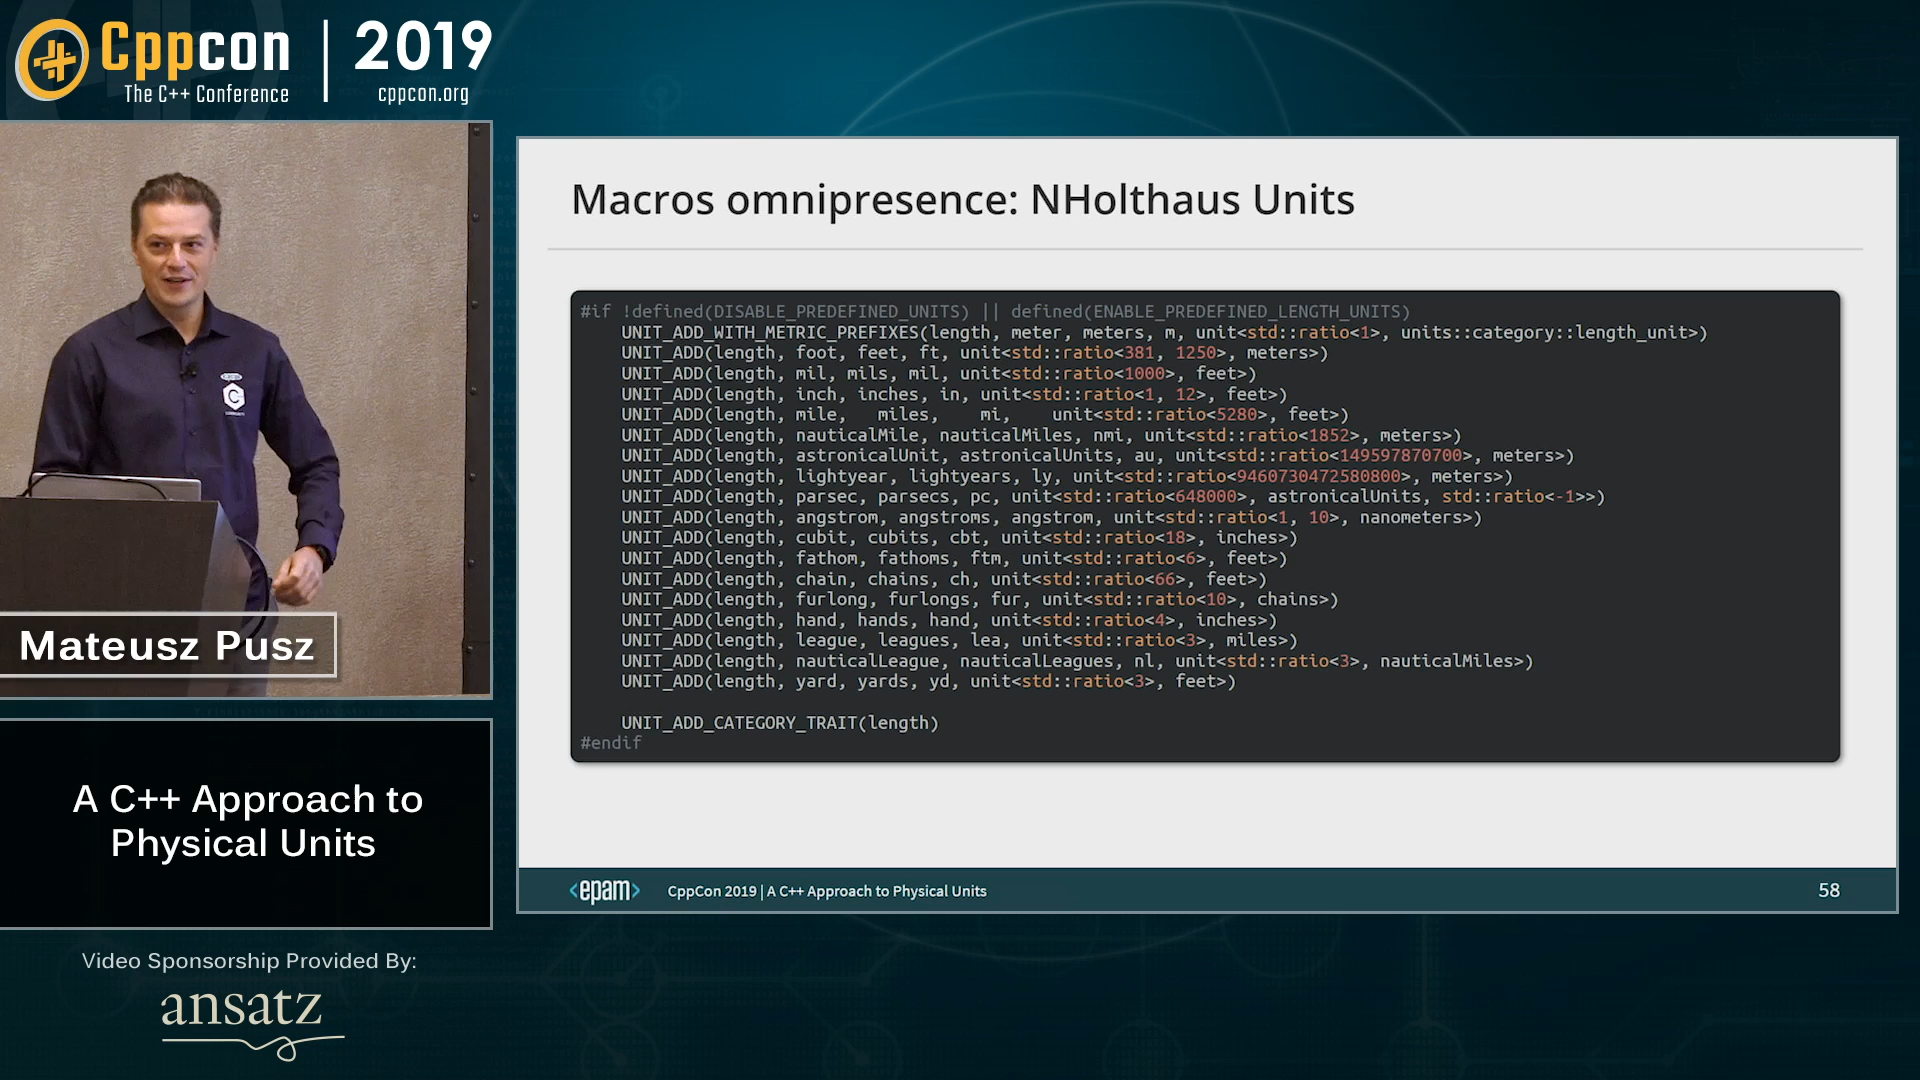 Cppcon | 2019
The C++ Conference
cppcon.org
Mateusz Pusz
A C++ Approach to
Physical Units
Video Sponsorship Provided By:
ansatz
Macros omnipresence: NHolthaus Units
#if !defined(DISABLE_PREDEFINED_UNITS) || defined(ENABLE_PREDEFINED_LENGTH_UNITS)
UNIT_ADD_WITH_METRIC_PREFIXES(length, meter, meters, m, unit<std::ratio<1>, units::category::length_unit>)
UNIT_ADD(length, foot, feet, ft, unit<std::ratio<381, 1250>, meters>)
UNIT_ADD(length, mil, mils, mil, unit<std::ratio<1000>, feet>)
UNIT_ADD(length, inch, inches, in, unit<std::ratio<1, 12>, feet>)
UNIT_ADD(length, mile,   miles,    mi,    unit<std::ratio<5280>, feet>)
UNIT_ADD(length, nauticalMile, nauticalMiles, nmi, unit<std::ratio<1852>, meters>)
UNIT_ADD(length, astronicalUnit, astronicalUnits, au, unit<std::ratio<149597870700>, meters>)
UNIT_ADD(length, lightyear, lightyears, ly, unit<std::ratio<9460730472580800>, meters>)
UNIT_ADD(length, parsec, parsecs, pc, unit<std::ratio<648000>, astronicalUnits, std::ratio<-1>>)
UNIT_ADD(length, angstrom, angstroms, angstrom, unit<std::ratio<1, 10>, nanometers>)
UNIT_ADD(length, cubit, cubits, cbt, unit<std::ratio<18>, inches>)
UNIT_ADD(length, fathom, fathoms, ftm, unit<std::ratio<6>, feet>)
UNIT_ADD(length, chain, chains, ch, unit<std::ratio<66>, feet>)
UNIT_ADD(length, furlong, furlongs, fur, unit<std::ratio<10>, chains>)
UNIT_ADD(length, hand, hands, hand, unit<std::ratio<4>, inches>)
UNIT_ADD(length, league, leagues, lea, unit<std::ratio<3>, miles>)
UNIT_ADD(length, nauticalLeague, nauticalLeagues, nl, unit<std::ratio<3>, nauticalMiles>)
UNIT_ADD(length, yard, yards, yd, unit<std::ratio<3>, feet>)
UNIT_ADD_CATEGORY_TRAIT(length)
#endif
<epam> CppCon 2019 | A C++ Approach to Physical Units 58